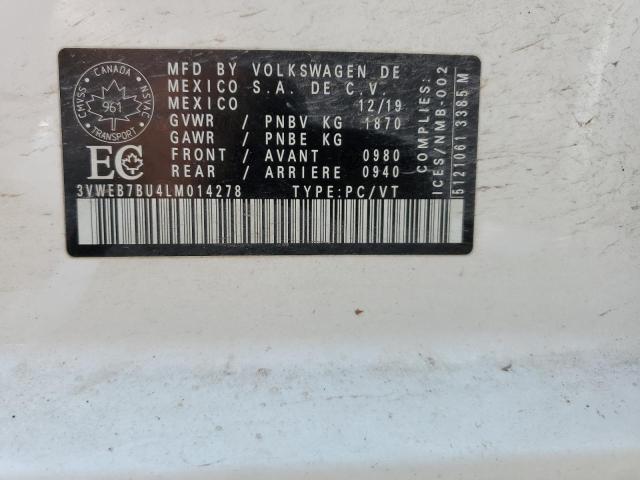 CANADA
CMVSS
NSVAC
961
TRANSPORT
EC
MFD BY VOLKSWAGEN DE
MEXICO S.A. DE C.V.
MEXICO 12/19
GVWR / PNBV KG 1870
GAWR / PNBE KG
FRONT / AVANT 0980
REAR / ARRIERE 0940
3VWEB7BU4LM014278 TYPE:PC/VT
COMPLIES:
ICES/NMB-002
5121061 3385 M